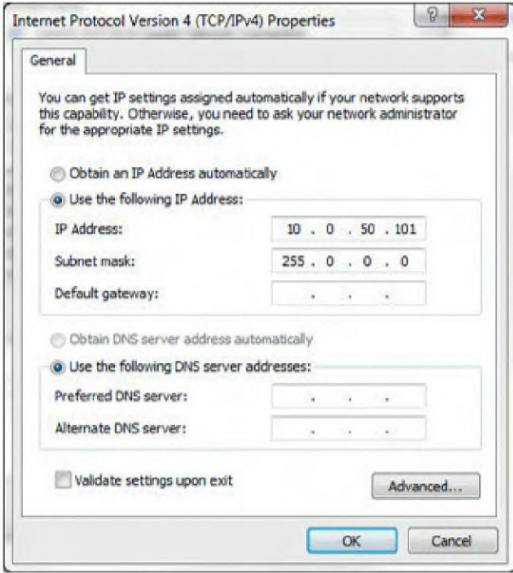 Internet Protocol Version 4 (TCP/IPv4) Properties
?
X
General
You can get IP settings assigned automatically if your network supports
this capability. Otherwise, you need to ask your network administrator
for the appropriate IP settings.
Obtain an IP Address automatically
Use the following IP Address:
IP Address: 10 . 0 . 50 . 101
Subnet mask: 255 . 0 . 0 . 0
Default gateway: . . .
Obtain DNS server address automatically
Use the following DNS server addresses:
Preferred DNS server: . . .
Alternate DNS server: . . .
Validate settings upon exit
Advanced...
OK Cancel